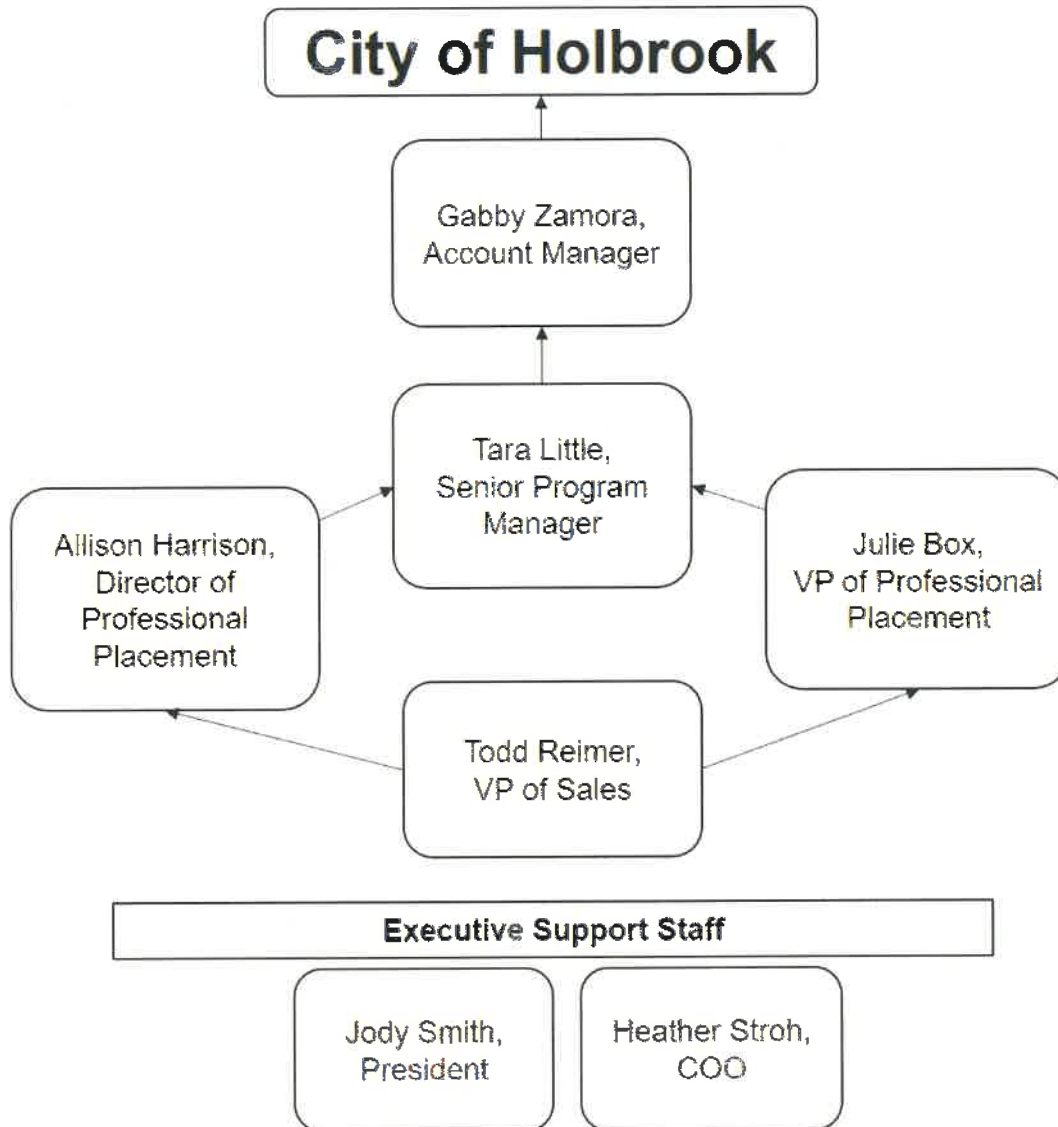 City of Holbrook
Gabby Zamora,
Account Manager
Tara Little,
Senior Program
Manager
Allison Harrison,
Director of
Professional
Placement
Julie Box,
VP of Professional
Placement
Todd Reimer,
VP of Sales
Executive Support Staff
Jody Smith,
President
Heather Stroh,
COO